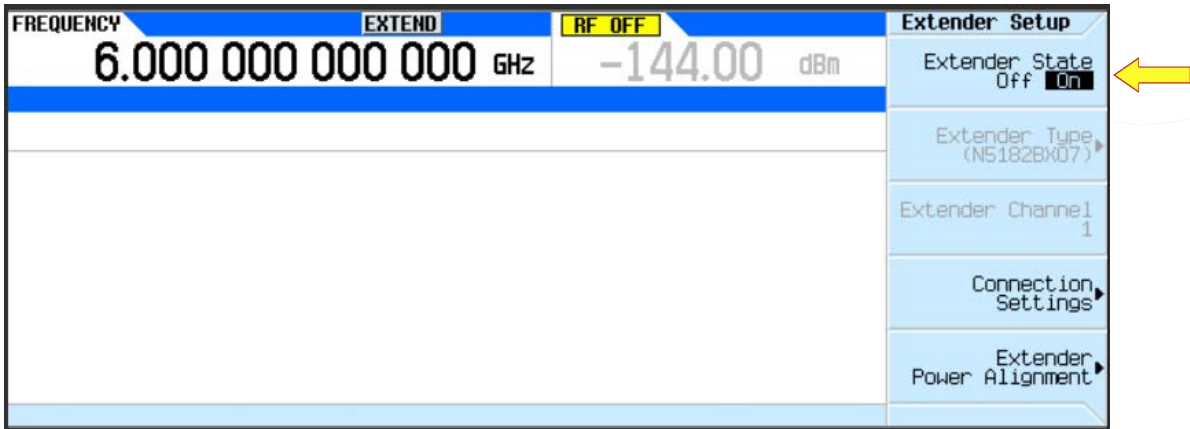 FREQUENCY EXTEND RF OFF Extender Setup
6.000 000 000 000 GHz -144.00 dBm
Extender State
Off On
Extender Type
(N5182BX07)
Extender Channel
1
Connection
Settings
Extender
Power Alignment